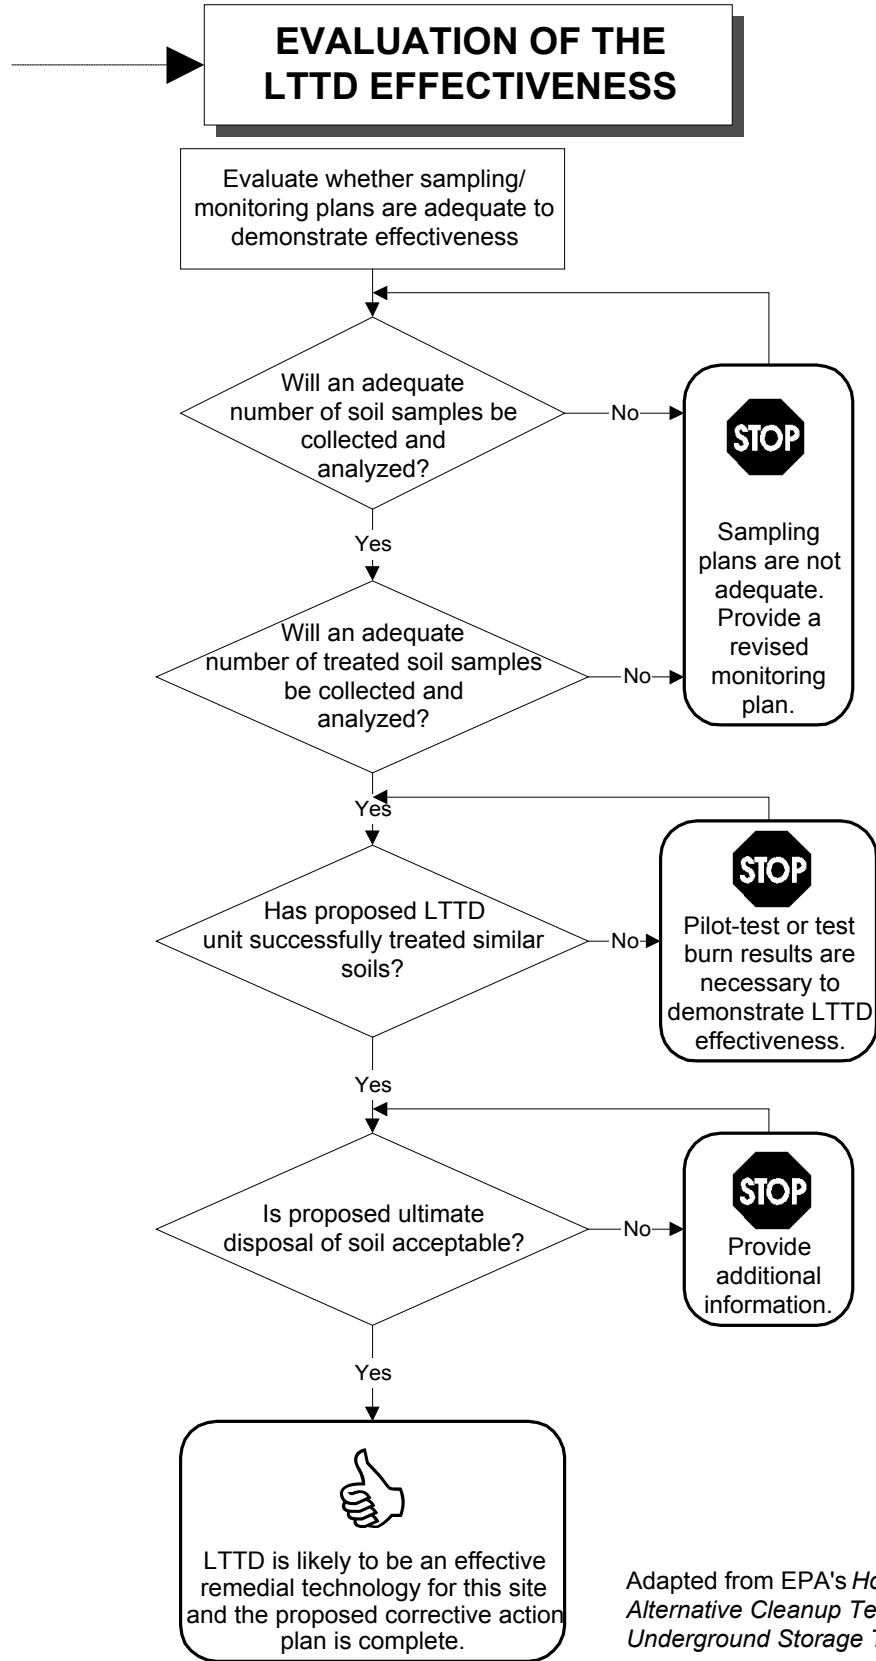 EVALUATION OF THE
LTTD EFFECTIVENESS
Evaluate whether sampling/
monitoring plans are adequate to
demonstrate effectiveness
Will an adequate
number of soil samples be
collected and
analyzed?
No
STOP
Sampling
plans are not
adequate.
Provide a
revised
monitoring
plan.
Yes
Will an adequate
number of treated soil samples
be collected and
analyzed?
No
Yes
Has proposed LTTD
unit successfully treated similar
soils?
No
STOP
Pilot-test or test
burn results are
necessary to
demonstrate LTTD
effectiveness.
Yes
Is proposed ultimate
disposal of soil acceptable?
No
STOP
Provide
additional
information.
Yes
LTTD is likely to be an effective
remedial technology for this site
and the proposed corrective action
plan is complete.
Adapted from EPA's
Alternative Cleanup
Underground Storage